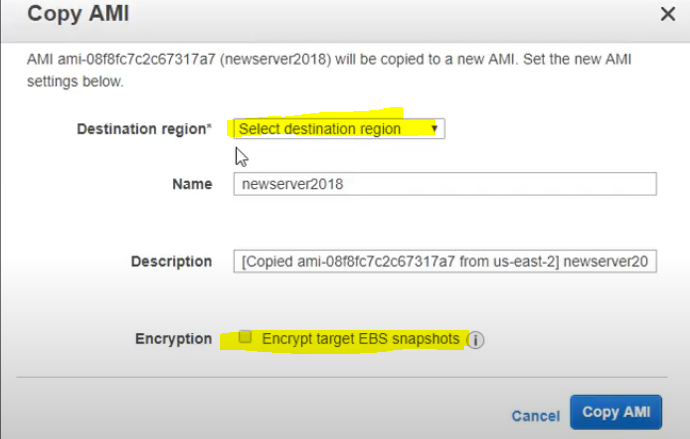 Copy AMI
AMI ami-08f8fc7c2c67317a7 (newserver2018) will be copied to a new AMI. Set the new AMI
settings below.
Destination region* Select destination region
Name newserver2018
Description [Copied ami-08f8fc7c2c67317a7 from us-east-2] newserver20
Encryption Encrypt target EBS snapshots
Cancel Copy AMI